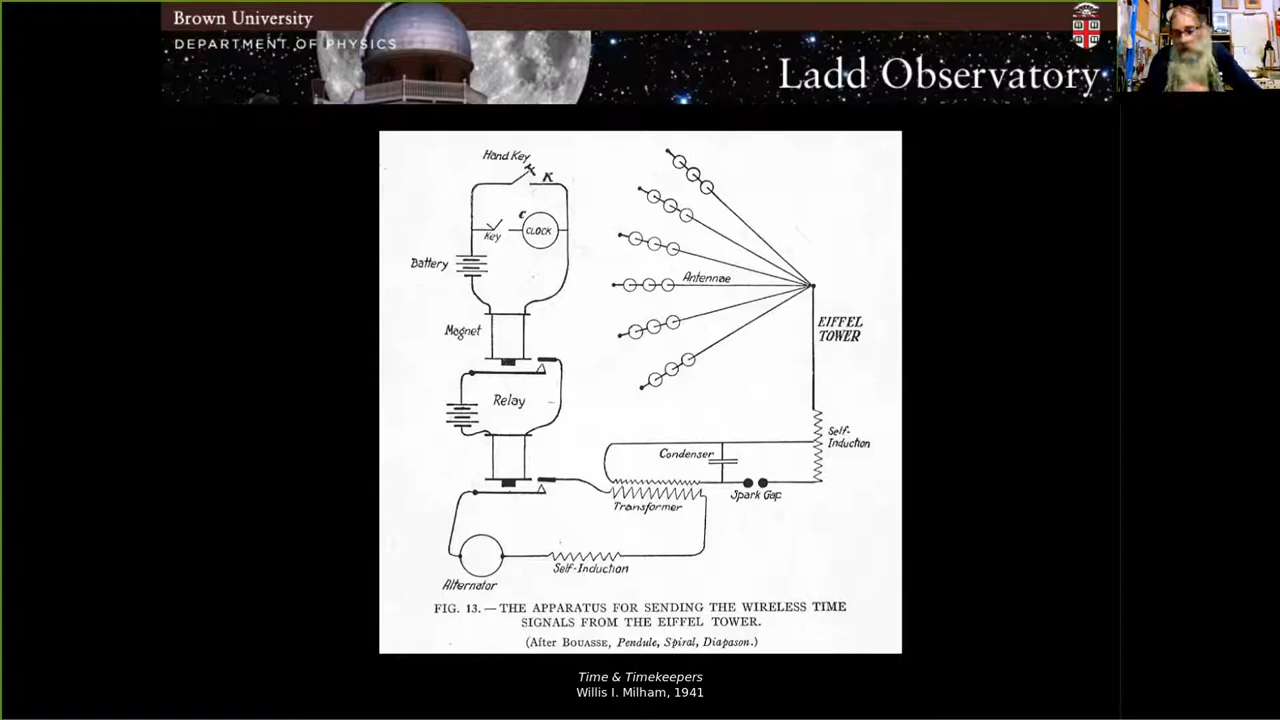 Brown University
DEPARTMENT OF PHYSICS
Ladd Observatory
Hand Key
K
C
CLOCK
Key
Battery
Magnet
Relay
Antennae
EIFFEL
TOWER
Self-
Induction
Condenser
Spark Gap
Transformer
Self-Induction
Alternator
FIG. 13. — THE APPARATUS FOR SENDING THE WIRELESS TIME
SIGNALS FROM THE EIFFEL TOWER.
(After BOUASSE, Pendule, Spiral, Diapason.)
Time & Timekeepers
Willis I. Milham, 1941